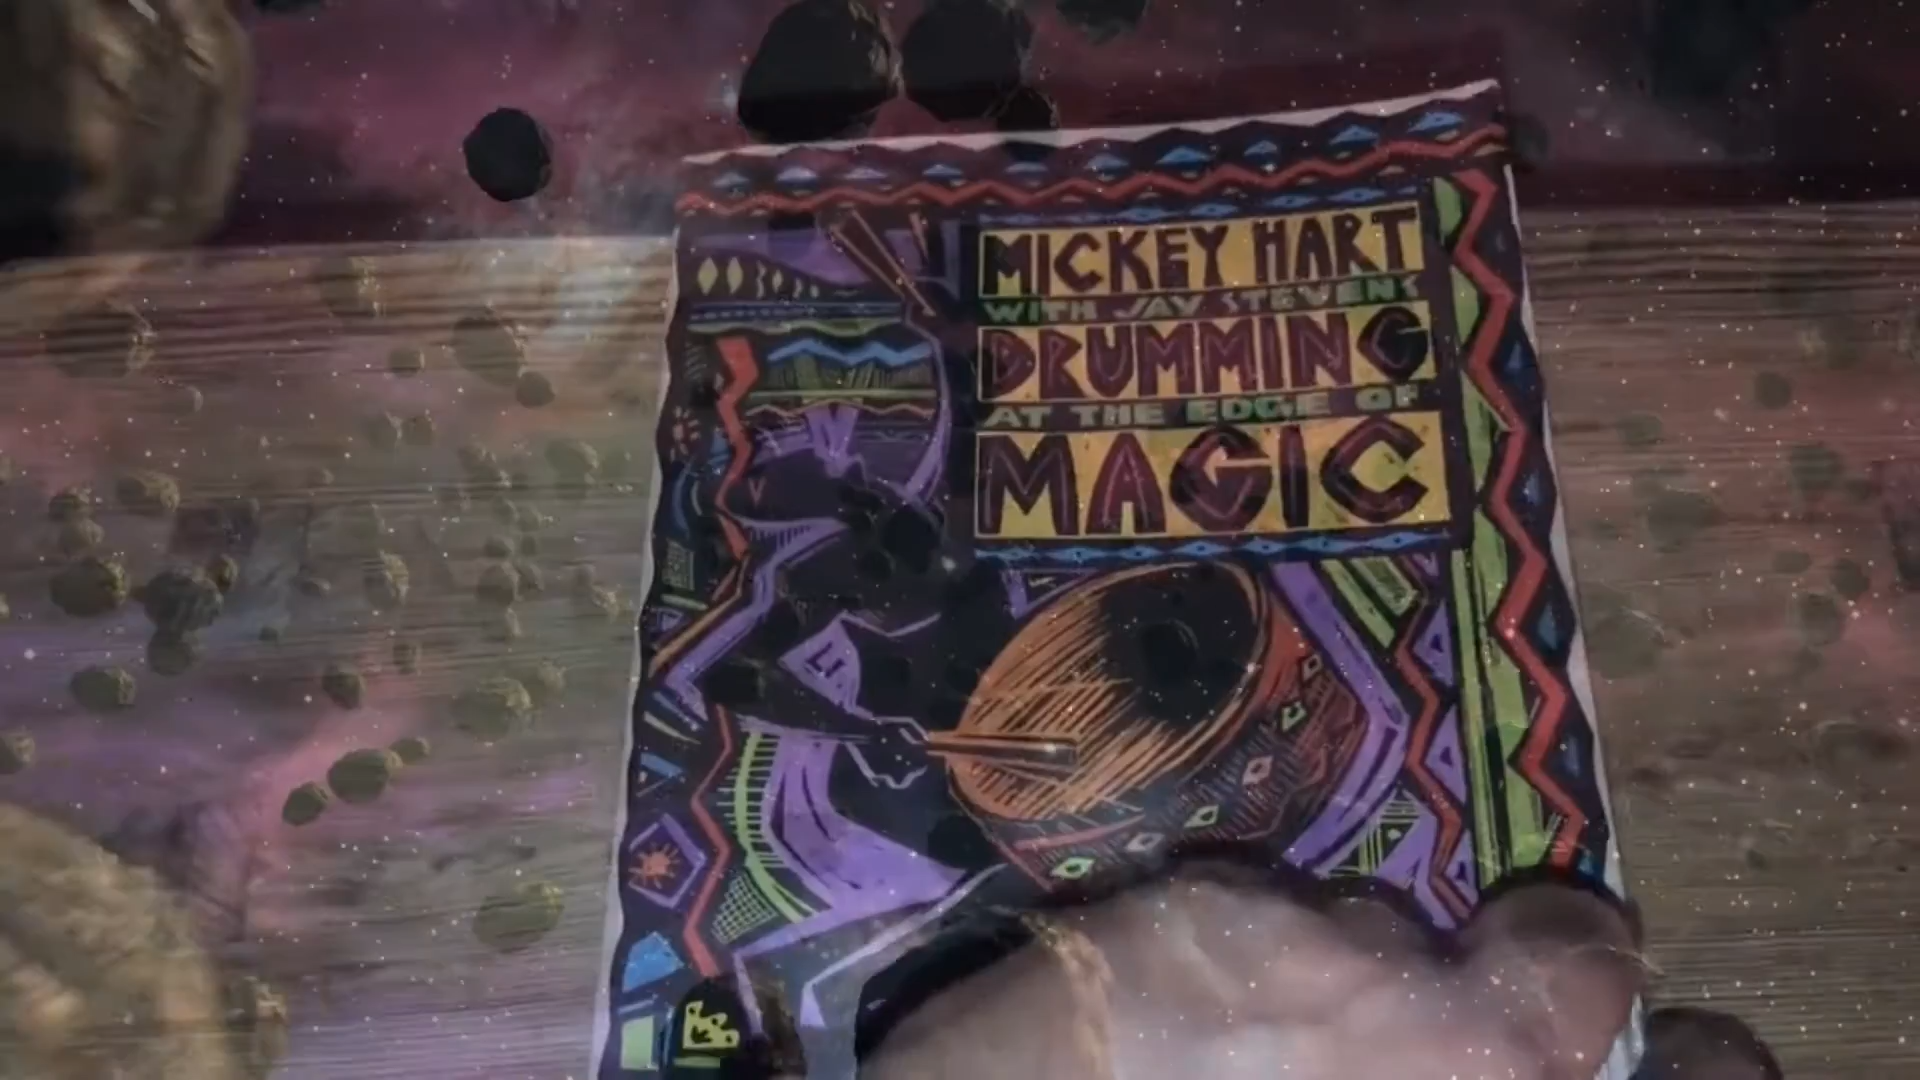 MICKEY HART
WITH JAY STEVENS
DRUMMING
AT THE EDGE OF
MAGIC